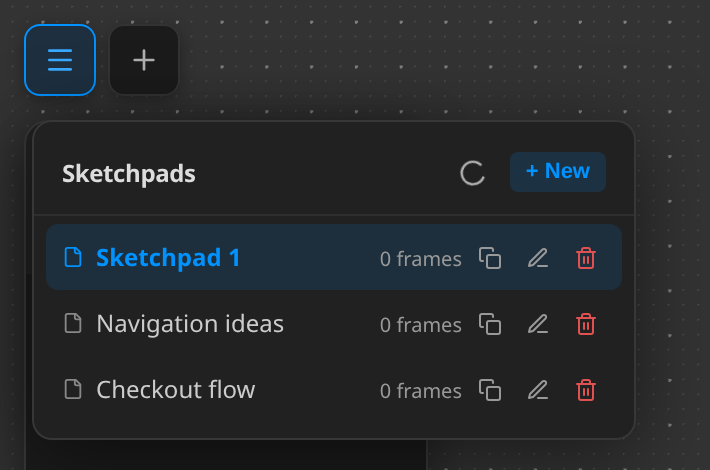 Sketchpads
+ New
Sketchpad 1 0 frames
Navigation ideas 0 frames
Checkout flow 0 frames